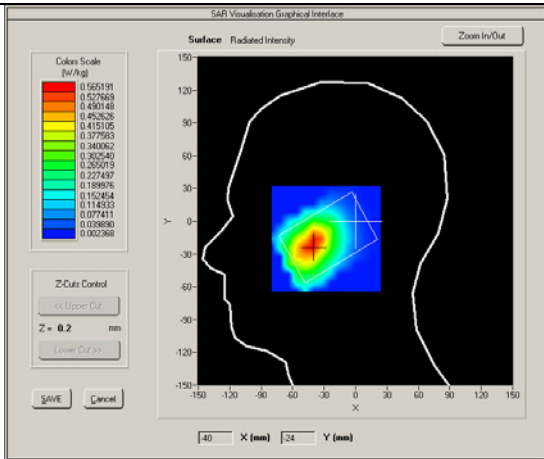 SAR Visualisation Graphical Interface
Surface Radiated Intensity
Zoom In/Out
Colors Scale
(W/kg)
0.565191
0.527669
0.490148
0.452626
0.415105
0.377583
0.340062
0.302540
0.265019
0.227497
0.189976
0.152454
0.114933
0.077411
0.039890
0.002368
150
120
90
60
30
0
-30
-60
-90
-120
-150
Y
-150 -120 -90 -60 -30 0 30 60 90 120 150
X
Z-Cuts Control
<< Upper Cut
Z = 0.2 mm
Lower Cut >>
SAVE
Cancel
-40 X (mm) -24 Y (mm)